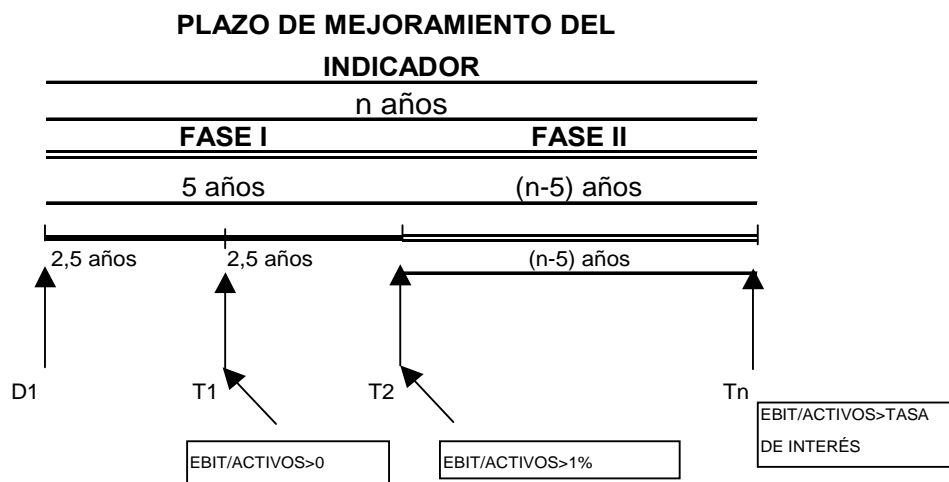 PLAZO DE MEJORAMIENTO DEL
INDICADOR
n años
FASE I FASE II
5 años (n-5) años
2,5 años 2,5 años (n-5) años
D1 T1 T2 Tn
EBIT/ACTIVOS>TASA
DE INTERÉS
EBIT/ACTIVOS>0 EBIT/ACTIVOS>1%